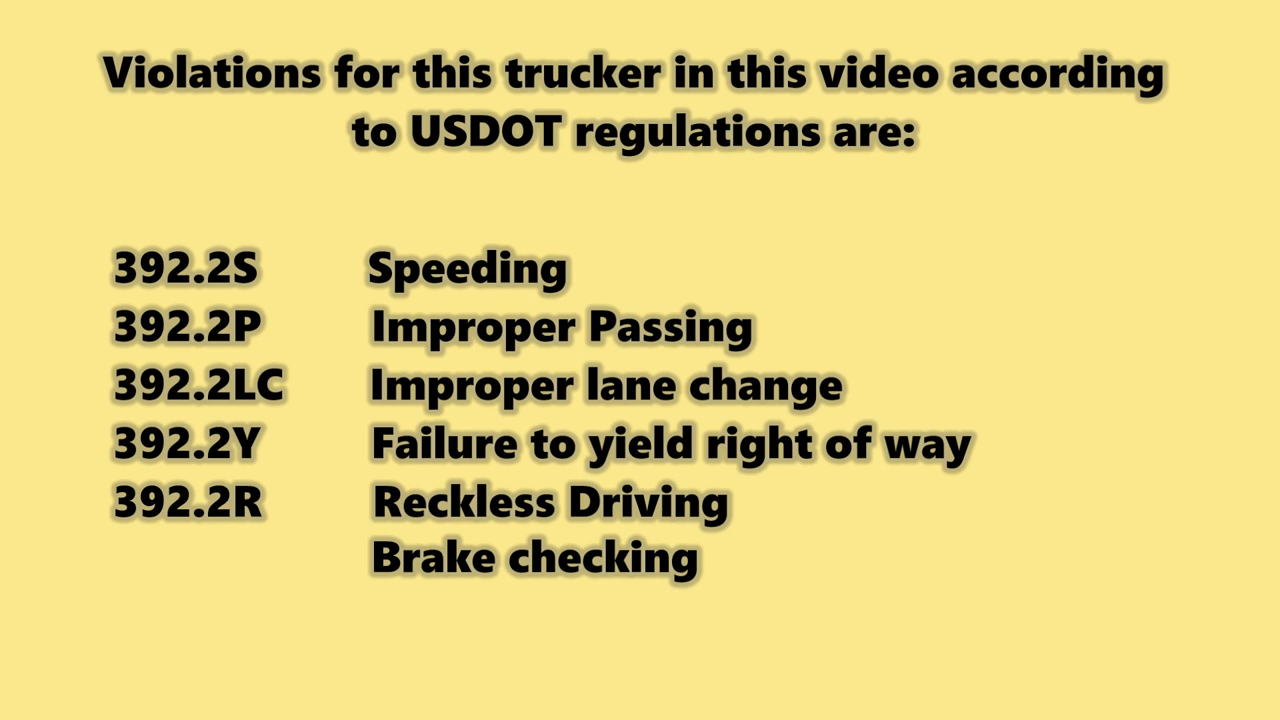 Violations for this trucker in this video according
to USDOT regulations are:
392.2S Speeding
392.2P Improper Passing
392.2LC Improper lane change
392.2Y Failure to yield right of way
392.2R Reckless Driving
Brake checking